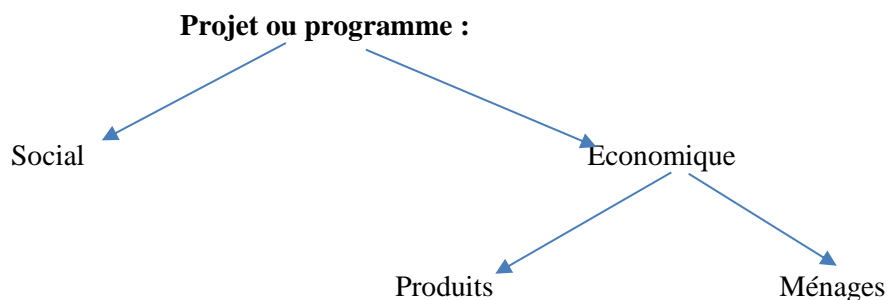 Projet ou programme :
Social
Economique
Produits
Ménages